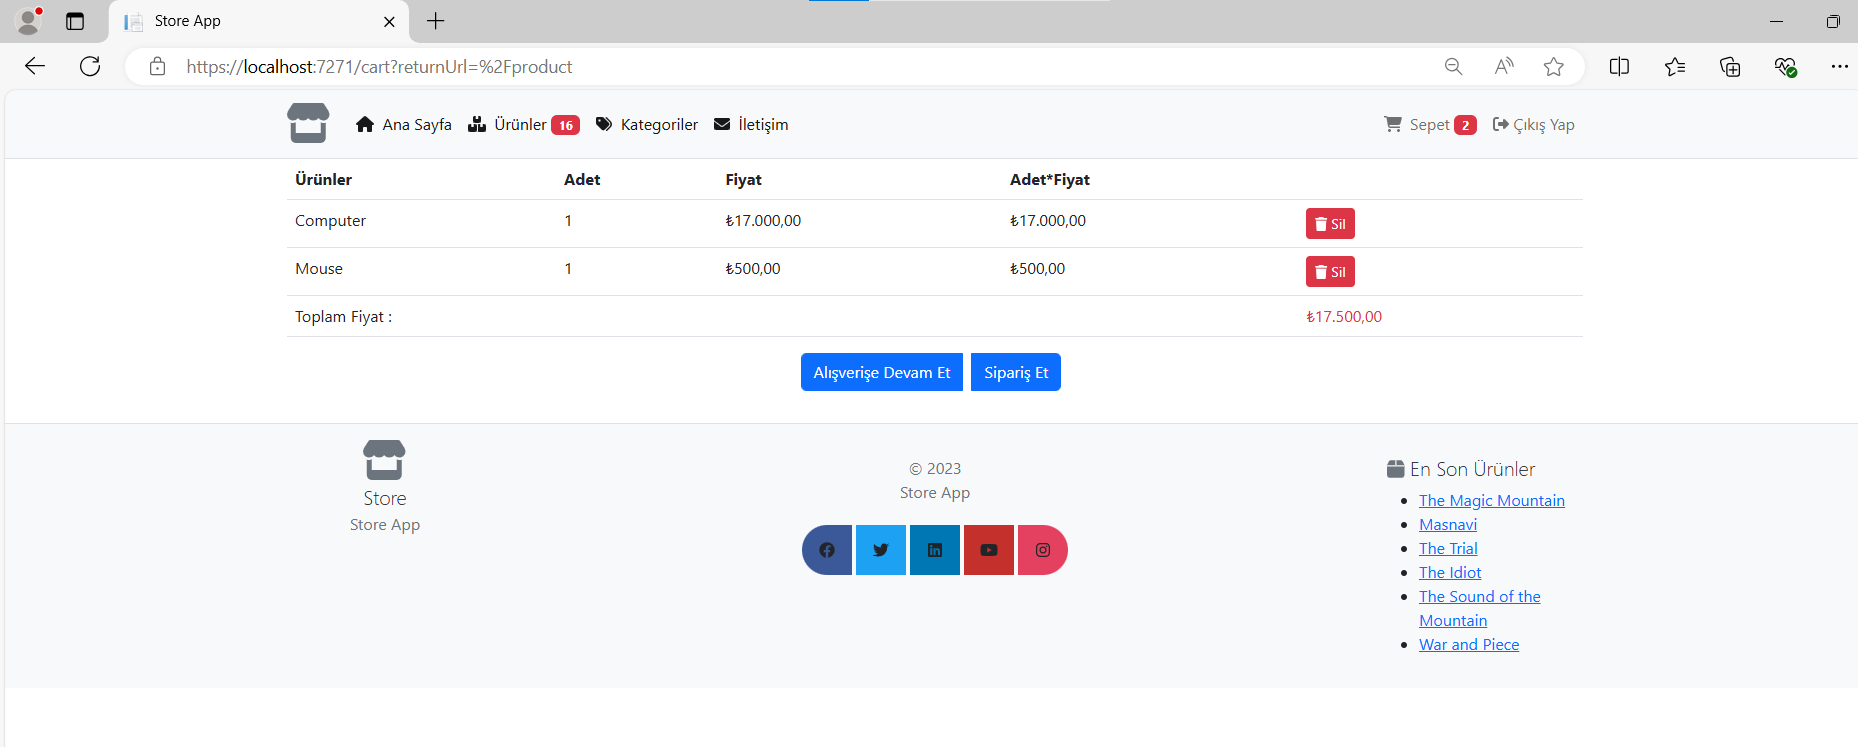 Store App
https://localhost:7271/cart?returnUrl=%2Fproduct
Ana Sayfa Ürünler 16 Kategoriler İletişim Sepet 2 Çıkış Yap
Ürünler Adet Fiyat Adet*Fiyat
Computer 1 ₺17.000,00 ₺17.000,00 Sil
Mouse 1 ₺500,00 ₺500,00 Sil
Toplam Fiyat : ₺17.500,00
Alışverişe Devam Et Sipariş Et
Store
Store App
© 2023
Store App
En Son Ürünler
The Magic Mountain
Masnavi
The Trial
The Idiot
The Sound of the
Mountain
War and Piece